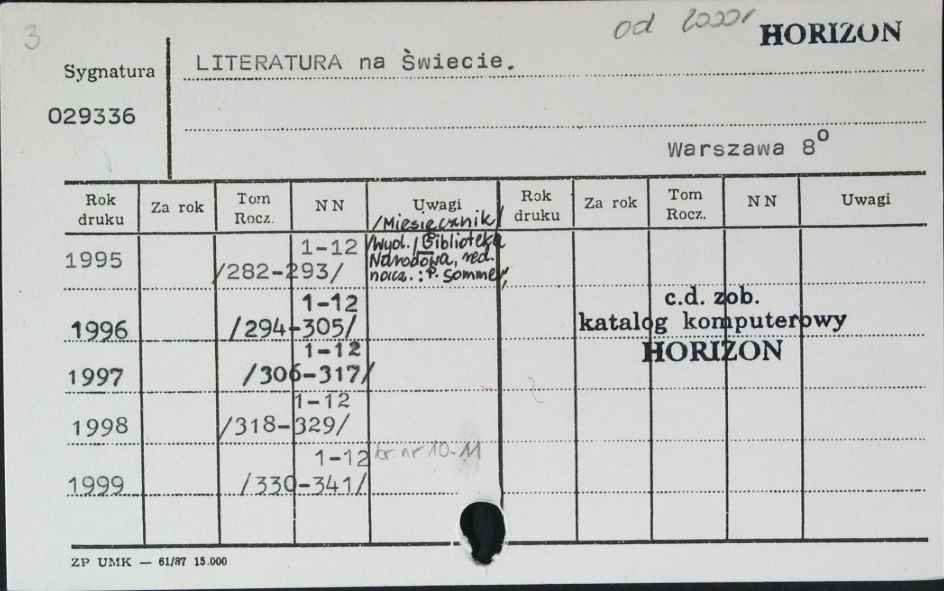 3
od 2000r HORIZON
Sygnatura
029336
LITERATURA na Świecie.
Warszawa 8°
Rok druku Za rok Tom Rocz. NN Uwagi Rok druku Za rok Tom Rocz. NN Uwagi
/Miesięcznik/
1995 1-12 /282-293/
/Wyd./Biblioteka
Narodowa, red.
nacz.: P. Sommer,
1996 1-12 /294-305/
1997 1-12 /306-317/
1998 1-12 /318-329/
1999 1-12 /330-341/
br nr 10-11
c.d. zob.
katalog komputerowy
HORIZON
ZP UMK — 61/87 15.000